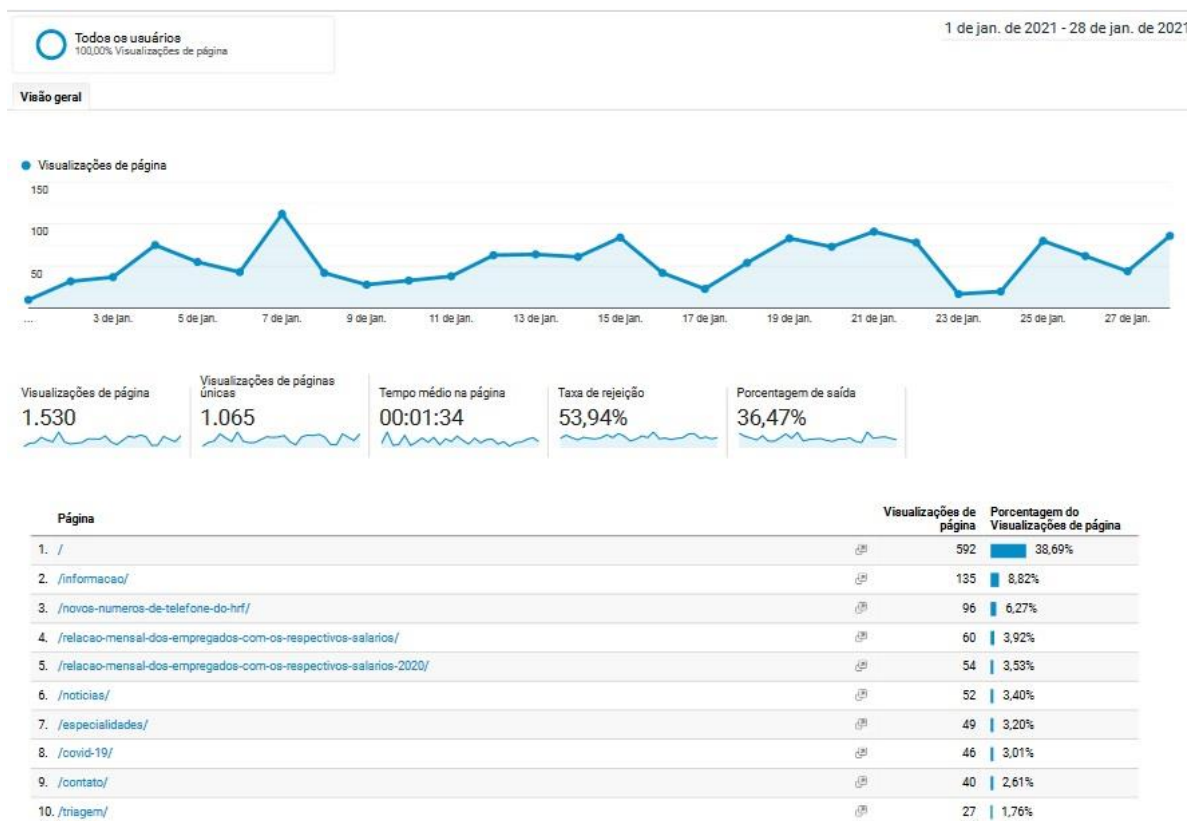 Todos os usuários
100,00% Visualizações de página
1 de jan. de 2021 - 28 de jan. de 2021
Visão geral
Visualizações de página
150
100
50
...
3 de jan.
5 de jan.
7 de jan.
9 de jan.
11 de jan.
13 de jan.
15 de jan.
17 de jan.
19 de jan.
21 de jan.
23 de jan.
25 de jan.
27 de jan.
Visualizações de página
1.530
Visualizações de páginas
únicas
1.065
Tempo médio na página
00:01:34
Taxa de rejeição
53,94%
Porcentagem de saída
36,47%
Página
Visualizações de
página
Porcentagem do
Visualizações de página
1. / 592 38,69%
2. /informacao/ 135 8,82%
3. /novos-numeros-de-telefone-do-hrf/ 96 6,27%
4. /relacao-mensal-dos-empregados-com-os-respectivos-salarios/ 60 3,92%
5. /relacao-mensal-dos-empregados-com-os-respectivos-salarios-2020/ 54 3,53%
6. /noticias/ 52 3,40%
7. /especialidades/ 49 3,20%
8. /covid-19/ 46 3,01%
9. /contato/ 40 2,61%
10. /triagem/ 27 1,76%